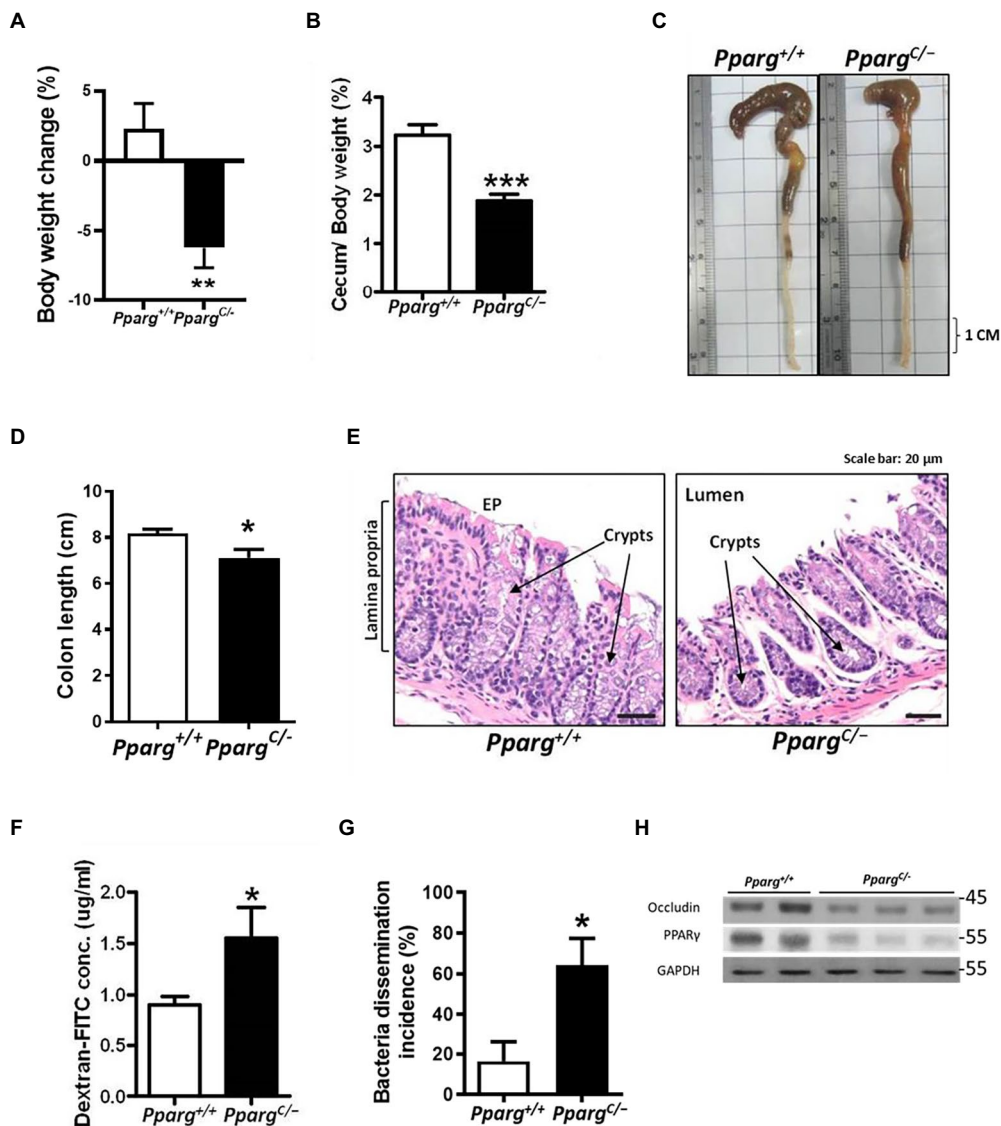 A
Body weight change (%)
5
0
-5
-10
Pparg+/+ PpargC/-
B
Cecum/ Body weight (%)
4
3
2
1
0
***
Pparg+/+ PpargC/−
**
C
Pparg+/+ PpargC/−
1 CM
D
Colon length (cm)
10
8
6
4
2
0
*
Pparg+/+ PpargC/-
E
Scale bar: 20 μm
Lamina propria
EP
Crypts
Lumen
Crypts
Pparg+/+ PpargC/−
F
Dextran-FITC conc. (ug/ml)
2.0
1.5
1.0
0.5
0.0
*
Pparg+/+ PpargC/−
G
Bacteria dissemination
incidence (%)
100
80
60
40
20
0
*
Pparg+/+ PpargC/−
H
Pparg+/+ PpargC/-
Occludin -45
PPARγ -55
GAPDH -55